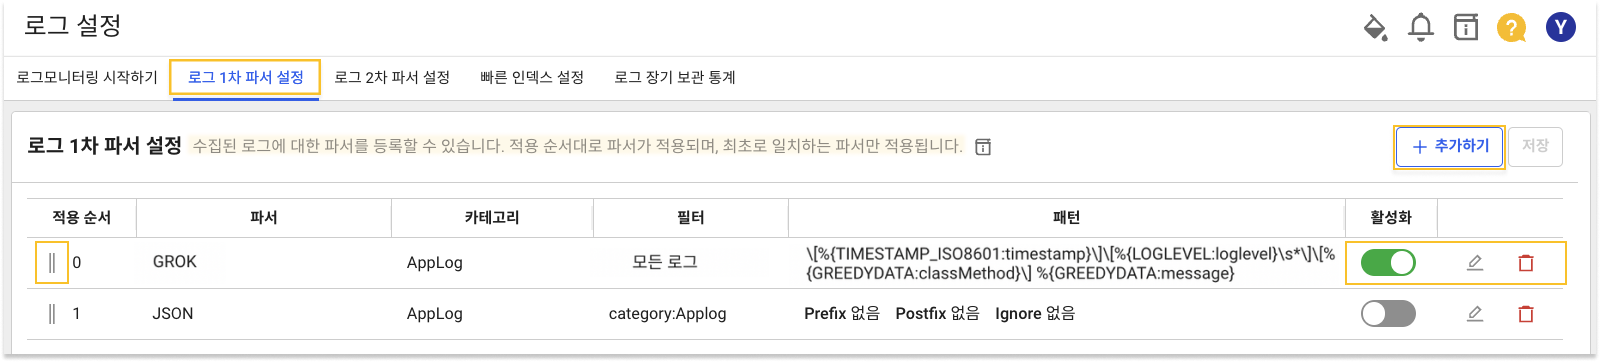 로그 설정
?
Y
로그모니터링 시작하기 로그 1차 파서 설정 로그 2차 파서 설정 빠른 인덱스 설정 로그 장기 보관 통계
로그 1차 파서 설정 수집된 로그에 대한 파서를 등록할 수 있습니다. 적용 순서대로 파서가 적용되며, 최초로 일치하는 파서만 적용됩니다.
+ 추가하기 저장
적용 순서 파서 카테고리 필터 패턴 활성화
0 GROK AppLog 모든 로그 \[%{TIMESTAMP_ISO8601:timestamp}\]\[%{LOGLEVEL:loglevel}\s*\]\[%
{GREEDYDATA:classMethod}\] %{GREEDYDATA:message}
1 JSON AppLog category:Applog Prefix 없음 Postfix 없음 Ignore 없음